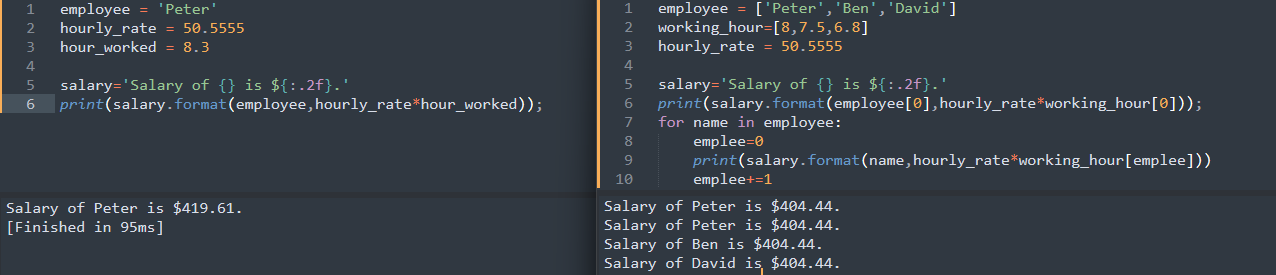 1 employee = 'Peter'
2 hourly_rate = 50.5555
3 hour_worked = 8.3
4
5 salary='Salary of {} is ${:.2f}.'
6 print(salary.format(employee,hourly_rate*hour_worked));
Salary of Peter is $419.61.
[Finished in 95ms]
1 employee = ['Peter','Ben','David']
2 working_hour=[8,7.5,6.8]
3 hourly_rate = 50.5555
4
5 salary='Salary of {} is ${:.2f}.'
6 print(salary.format(employee[0],hourly_rate*working_hour[0]));
7 for name in employee:
8     emplee=0
9     print(salary.format(name,hourly_rate*working_hour[emplee]))
10     emplee+=1
Salary of Peter is $404.44.
Salary of Peter is $404.44.
Salary of Ben is $404.44.
Salary of David is $404.44.